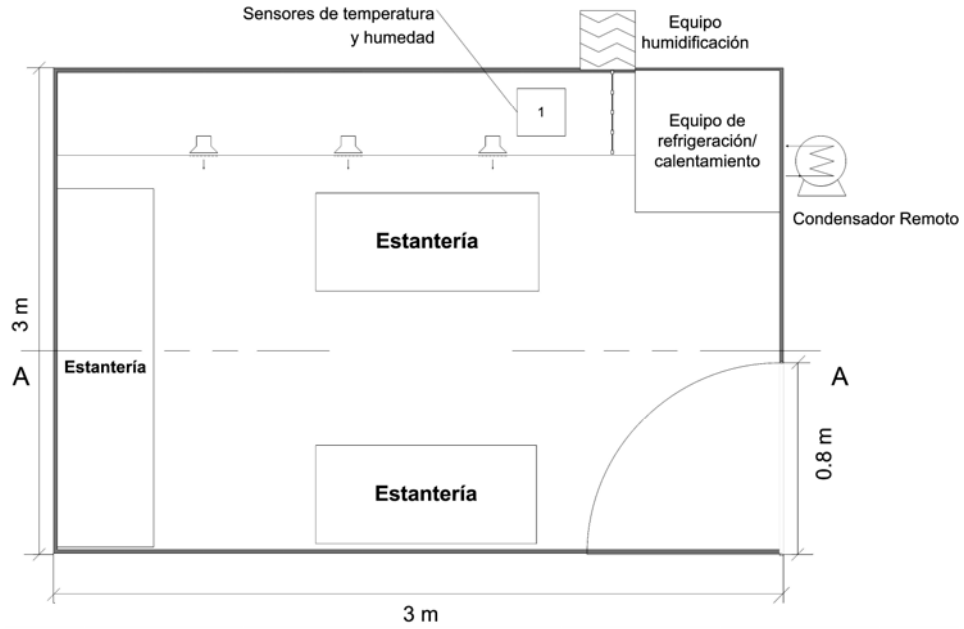 Sensores de temperatura
y humedad
Equipo
humidificación
1
Equipo de
refrigeración/
calentamiento
Condensador Remoto
Estantería
3 m
A
Estantería
A
0.8 m
Estantería
3 m